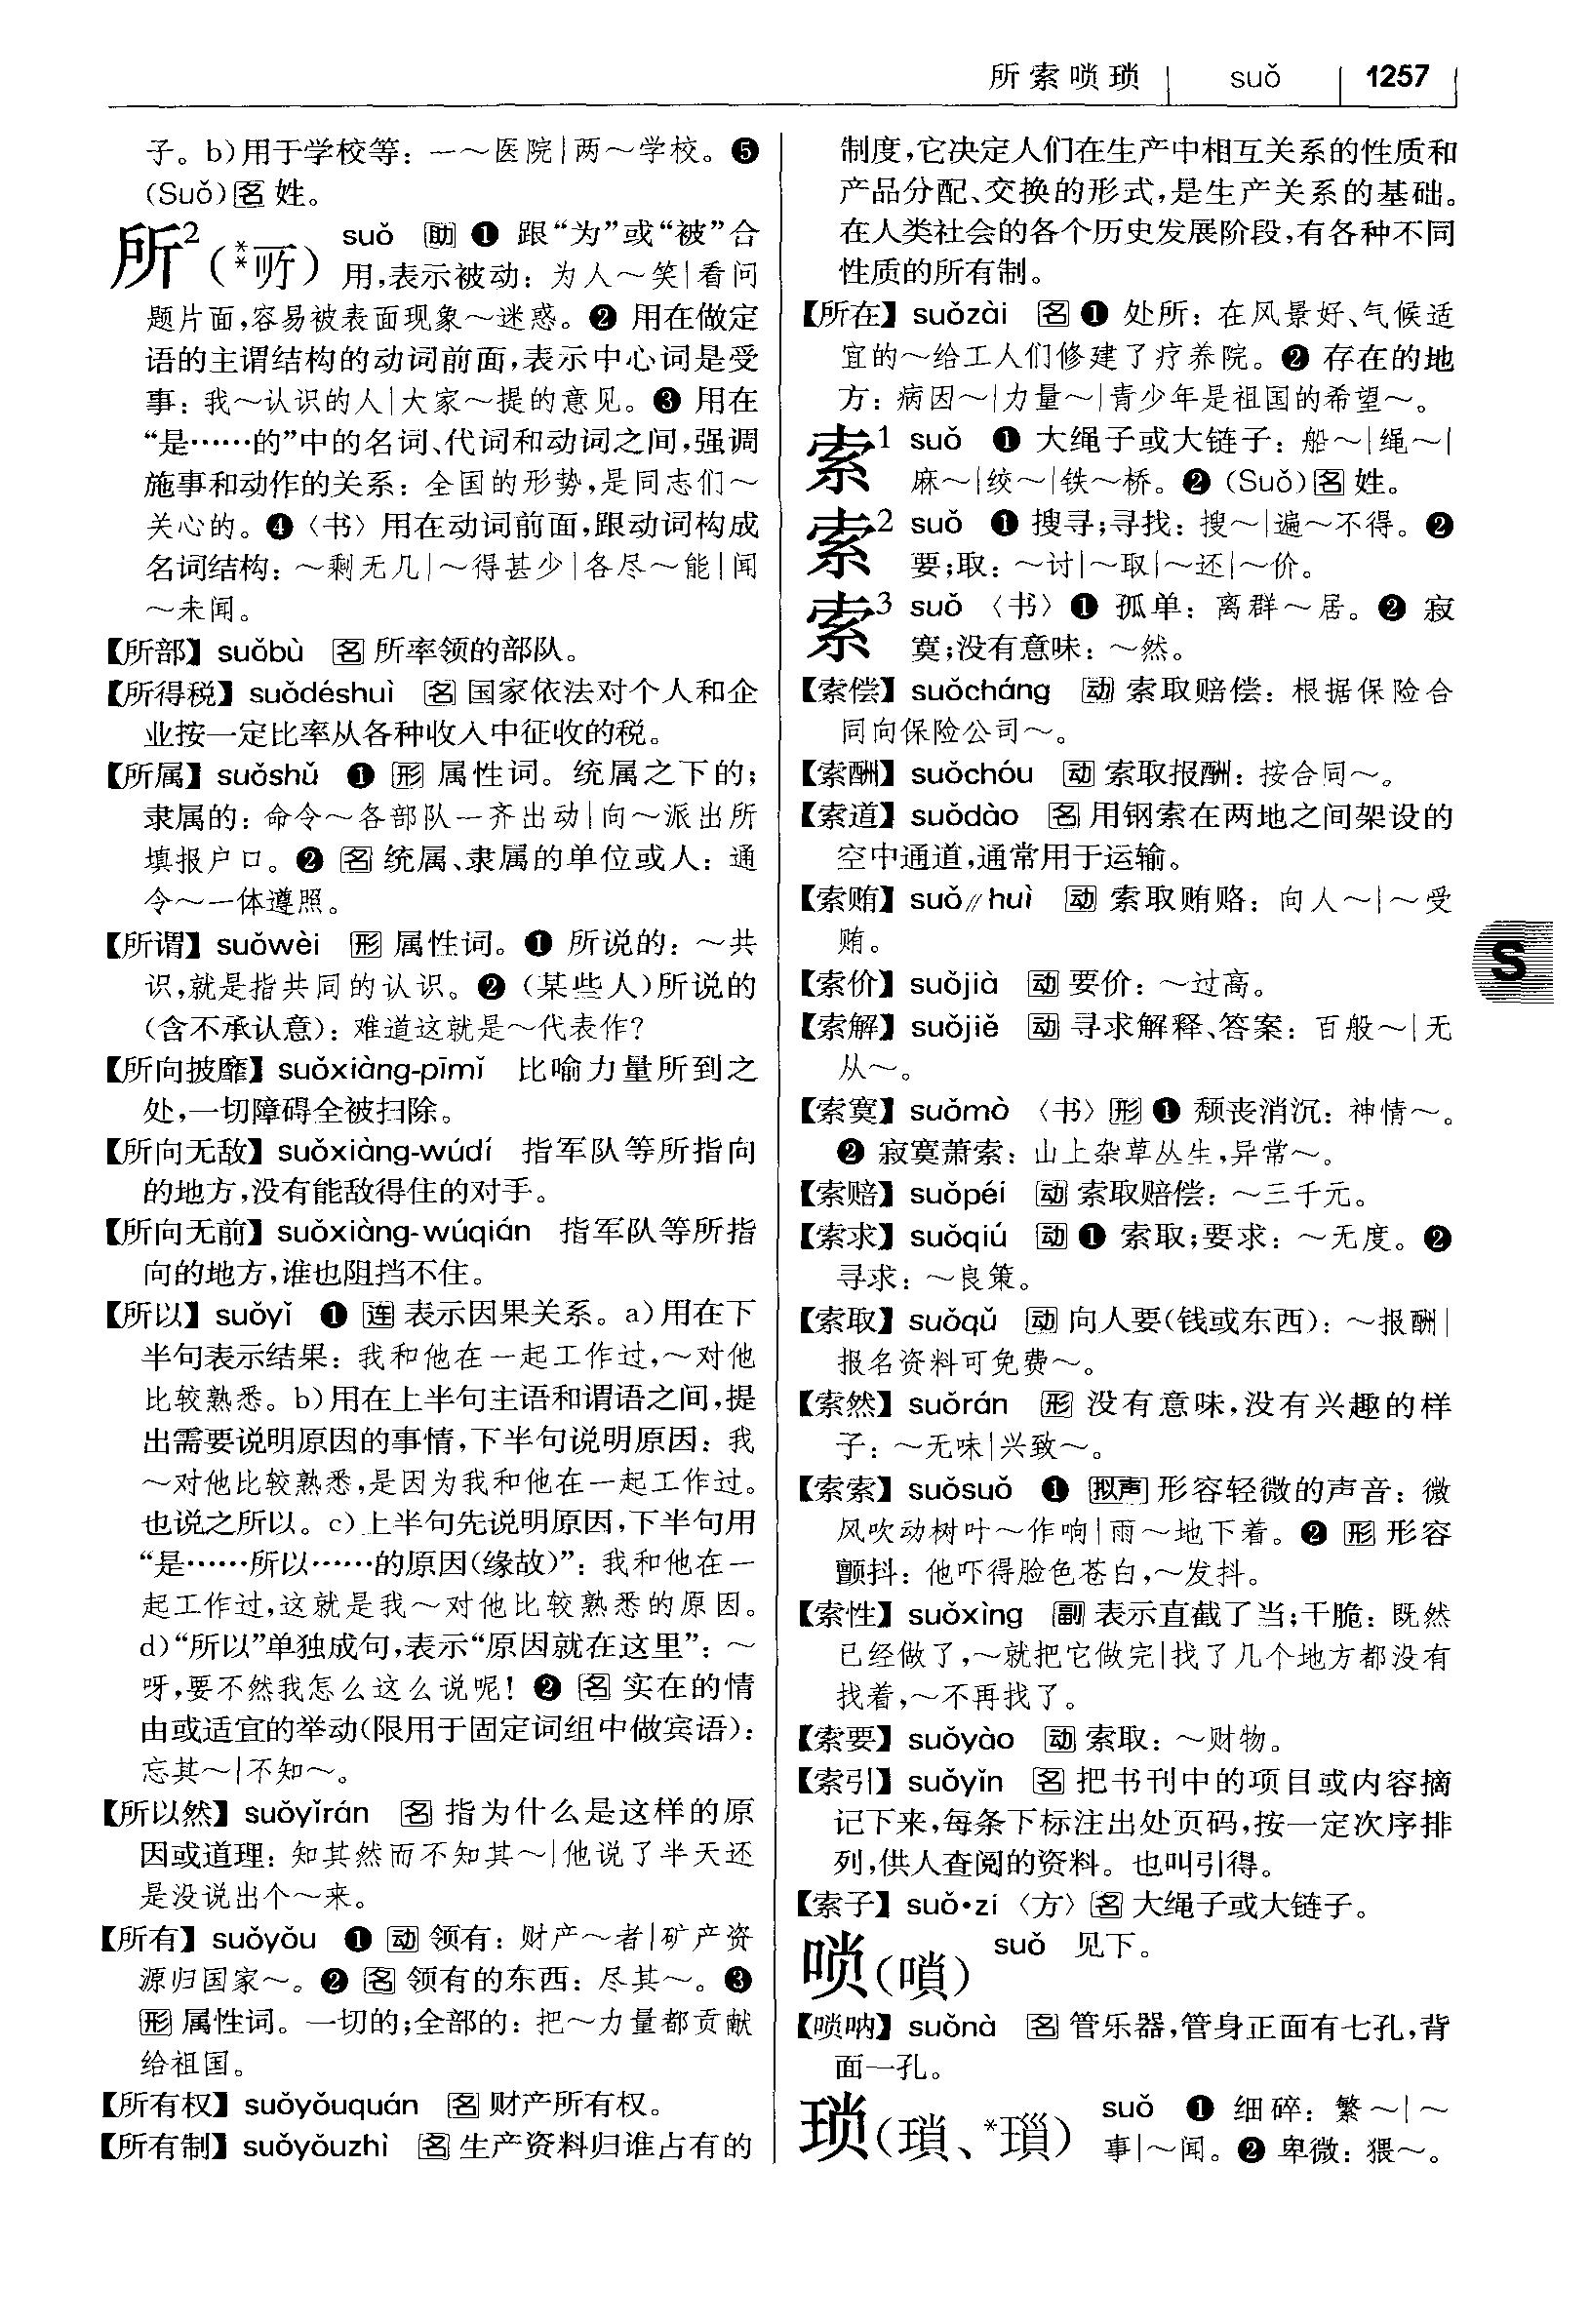 所索唢琐 suǒ 1257
子。b)用于学校等：一～医院|两～学校。❺
(Suǒ)名 姓。
所²(⁑㪽) suǒ 助 ❶ 跟“为”或“被”合
用,表示被动：为人～笑|看问
题片面,容易被表面现象～迷惑。❷ 用在做定
语的主谓结构的动词前面,表示中心词是受
事：我～认识的人|大家～提的意见。❸ 用在
“是……的”中的名词、代词和动词之间,强调
施事和动作的关系：全国的形势,是同志们～
关心的。❹〈书〉用在动词前面,跟动词构成
名词结构：～剩无几|～得甚少|各尽～能|闻
～未闻。
【所部】suǒbù 名 所率领的部队。
【所得税】suǒdéshuì 名 国家依法对个人和企
业按一定比率从各种收入中征收的税。
【所属】suǒshǔ ❶ 形 属性词。统属之下的；
隶属的：命令～各部队一齐出动|向～派出所
填报户口。❷ 名 统属、隶属的单位或人：通
令～一体遵照。
【所谓】suǒwèi 形 属性词。❶ 所说的：～共
识,就是指共同的认识。❷ (某些人)所说的
(含不承认意)：难道这就是～代表作?
【所向披靡】suǒxiàng-pīmǐ 比喻力量所到之
处,一切障碍全被扫除。
【所向无敌】suǒxiàng-wúdí 指军队等所指向
的地方,没有能敌得住的对手。
【所向无前】suǒxiàng-wúqián 指军队等所指
向的地方,谁也阻挡不住。
【所以】suǒyǐ ❶ 连 表示因果关系。a)用在下
半句表示结果：我和他在一起工作过,～对他
比较熟悉。b)用在上半句主语和谓语之间,提
出需要说明原因的事情,下半句说明原因：我
～对他比较熟悉,是因为我和他在一起工作过。
也说之所以。c)上半句先说明原因,下半句用
“是……所以……的原因(缘故)”：我和他在一
起工作过,这就是我～对他比较熟悉的原因。
d)“所以”单独成句,表示“原因就在这里”：～
呀,要不然我怎么这么说呢! ❷ 名 实在的情
由或适宜的举动(限用于固定词组中做宾语)：
忘其～|不知～。
【所以然】suǒyǐrán 名 指为什么是这样的原
因或道理：知其然而不知其～|他说了半天还
是没说出个～来。
【所有】suǒyǒu ❶ 动 领有：财产～者|矿产资
源归国家～。❷ 名 领有的东西：尽其～。❸
形 属性词。一切的;全部的：把～力量都贡献
给祖国。
【所有权】suǒyǒuquán 名 财产所有权。
【所有制】suǒyǒuzhì 名 生产资料归谁占有的
制度,它决定人们在生产中相互关系的性质和
产品分配、交换的形式,是生产关系的基础。
在人类社会的各个历史发展阶段,有各种不同
性质的所有制。
【所在】suǒzài 名 ❶ 处所：在风景好、气候适
宜的～给工人们修建了疗养院。❷ 存在的地
方：病因～|力量～|青少年是祖国的希望～。
索¹ suǒ ❶ 大绳子或大链子：船～|绳～|
麻～|绞～|铁～桥。❷ (Suǒ)名 姓。
索² suǒ ❶ 搜寻;寻找：搜～|遍～不得。❷
要;取：～讨|～取|～还|～价。
索³ suǒ 〈书〉❶ 孤单：离群～居。❷ 寂
寞;没有意味：～然。
【索偿】suǒcháng 动 索取赔偿：根据保险合
同向保险公司～。
【索酬】suǒchóu 动 索取报酬：按合同～。
【索道】suǒdào 名 用钢索在两地之间架设的
空中通道,通常用于运输。
【索贿】suǒ∥huì 动 索取贿赂：向人～|～受
贿。
【索价】suǒjià 动 要价：～过高。
【索解】suǒjiě 动 寻求解释、答案：百般～|无
从～。
【索寞】suǒmò 〈书〉形 ❶ 颓丧消沉：神情～。
❷ 寂寞萧索：山上杂草丛生,异常～。
【索赔】suǒpéi 动 索取赔偿：～三千元。
【索求】suǒqiú 动 ❶ 索取;要求：～无度。❷
寻求：～良策。
【索取】suǒqǔ 动 向人要(钱或东西)：～报酬|
报名资料可免费～。
【索然】suǒrán 形 没有意味,没有兴趣的样
子：～无味|兴致～。
【索索】suǒsuǒ ❶ 拟声 形容轻微的声音：微
风吹动树叶～作响|雨～地下着。❷ 形 形容
颤抖：他吓得脸色苍白,～发抖。
【索性】suǒxìng 副 表示直截了当;干脆：既然
已经做了,～就把它做完|找了几个地方都没有
找着,～不再找了。
【索要】suǒyào 动 索取：～财物。
【索引】suǒyǐn 名 把书刊中的项目或内容摘
记下来,每条下标注出处页码,按一定次序排
列,供人查阅的资料。也叫引得。
【索子】suǒ•zi 〈方〉名 大绳子或大链子。
唢(嗩) suǒ 见下。
【唢呐】suǒnà 名 管乐器,管身正面有七孔,背
面一孔。
琐(瑣、*璅) suǒ ❶ 细碎：繁～|～
事|～闻。❷ 卑微：猥～。
S